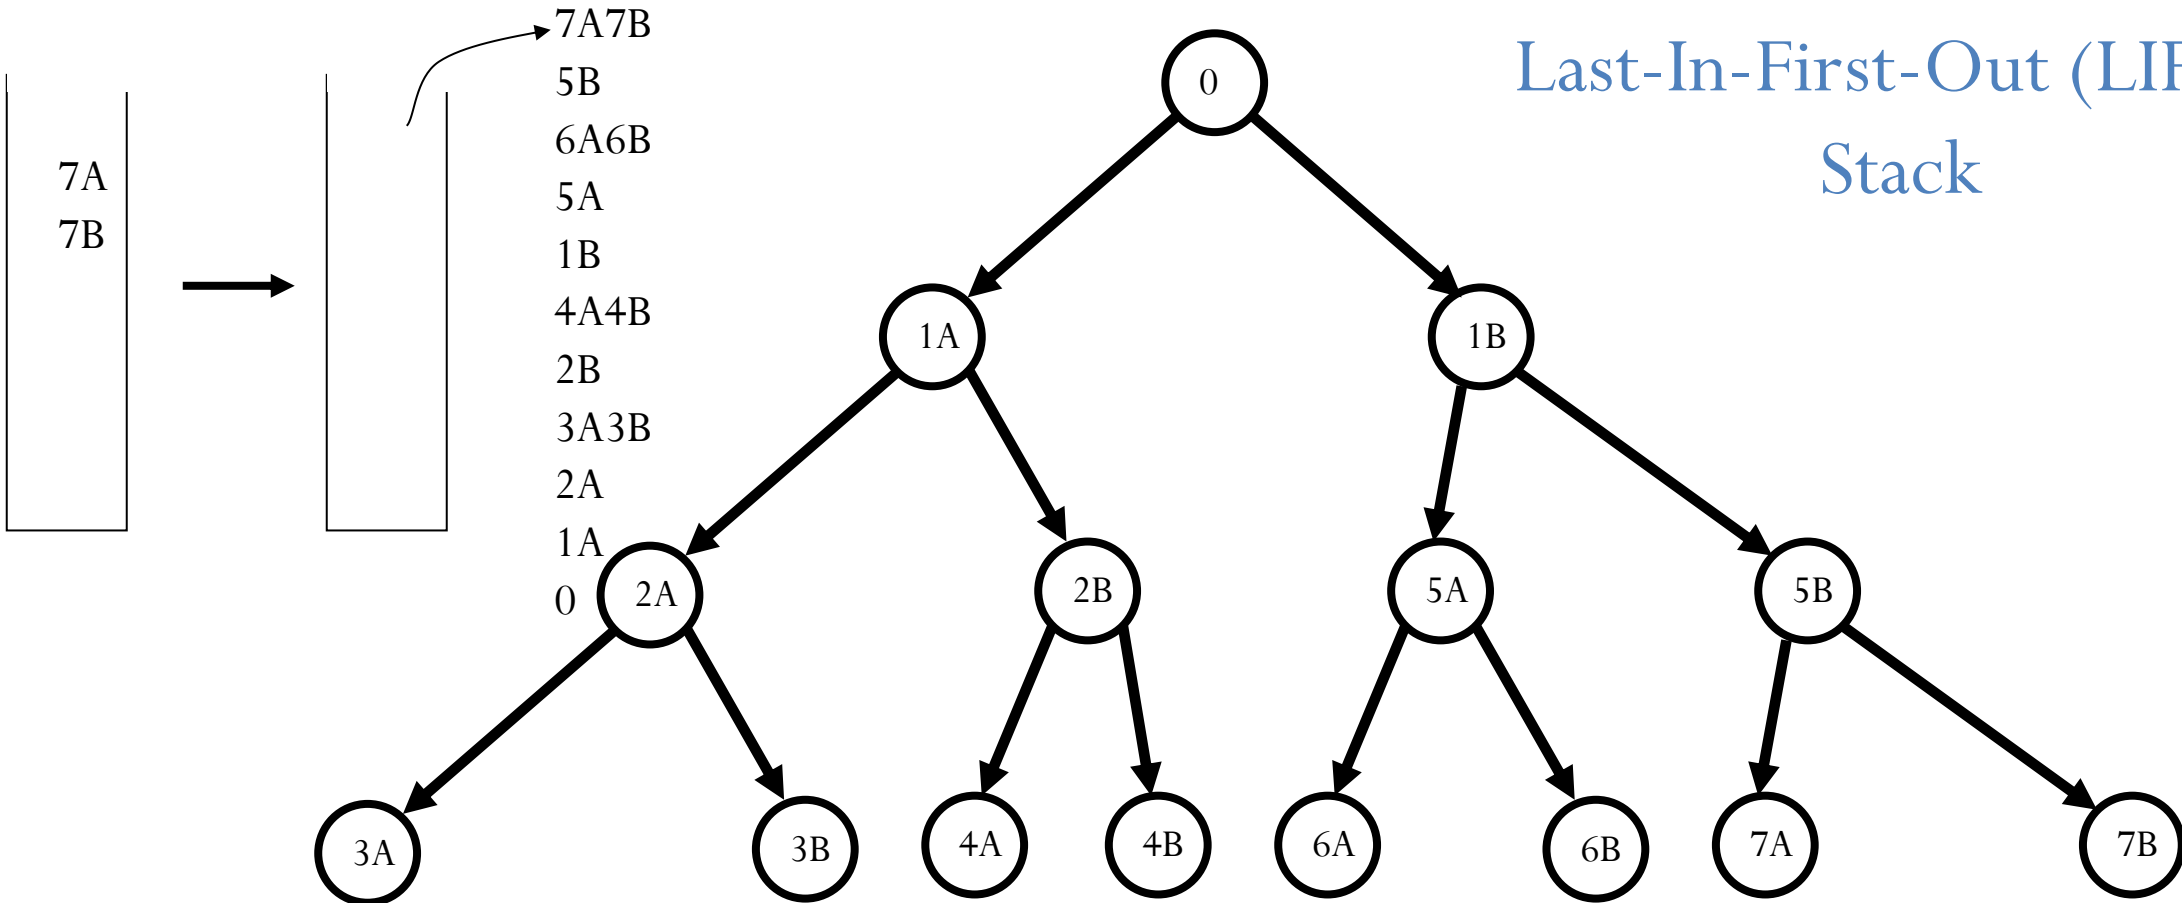 Last-In-First-Out (LIF
Stack
7A
7B
7A7B
5B
6A6B
5A
1B
4A4B
2B
3A3B
2A
1A
0
0
1A
1B
2A
2B
5A
5B
3A
3B
4A
4B
6A
6B
7A
7B